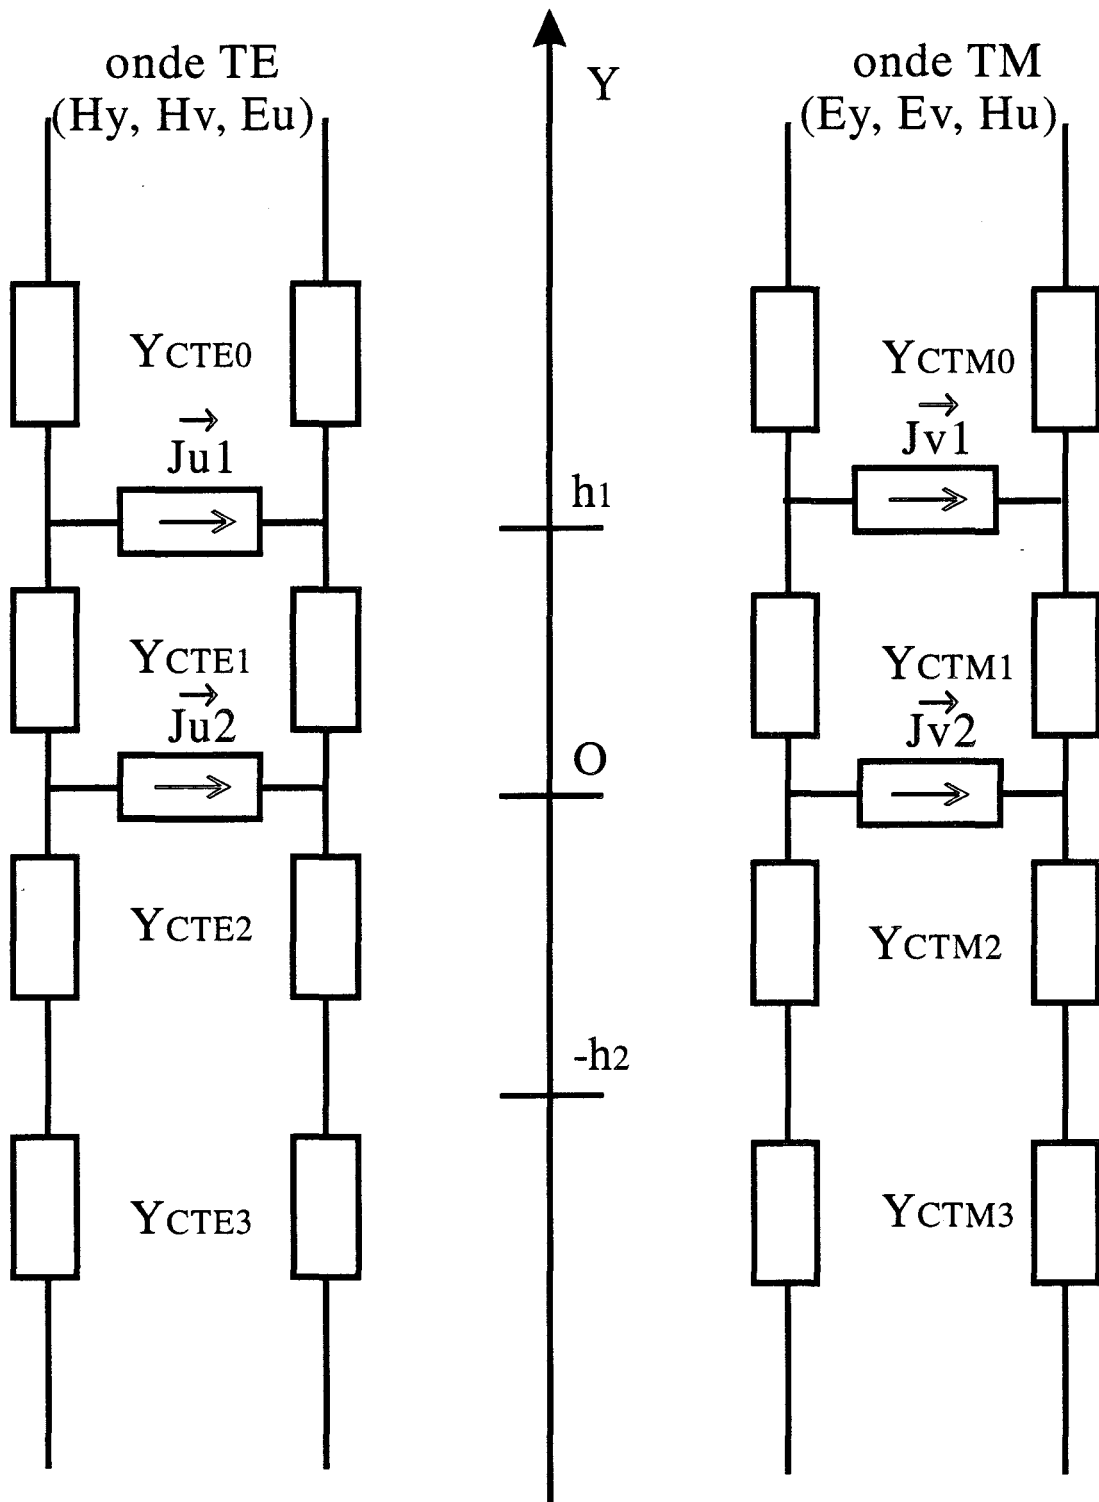 onde TE
(Hy, Hv, Eu)
YCTE0
Ju1
YCTE1
Ju2
YCTE2
YCTE3
Y
h1
O
-h2
onde TM
(Ey, Ev, Hu)
YCTM0
Jv1
YCTM1
Jv2
YCTM2
YCTM3